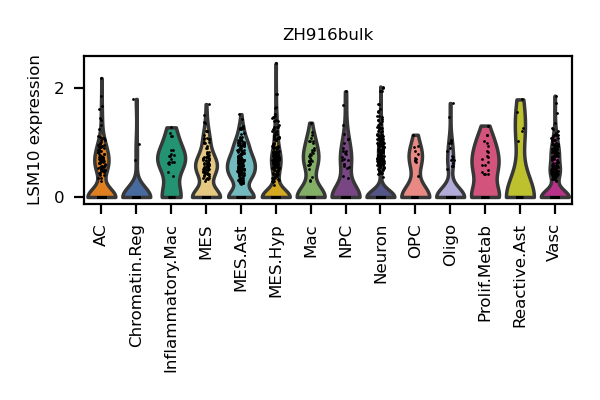 ZH916bulk
LSM10 expression
2
0
AC
Chromatin.Reg
Inflammatory.Mac
MES
MES.Ast
MES.Hyp
Mac
NPC
Neuron
OPC
Oligo
Prolif.Metab
Reactive.Ast
Vasc